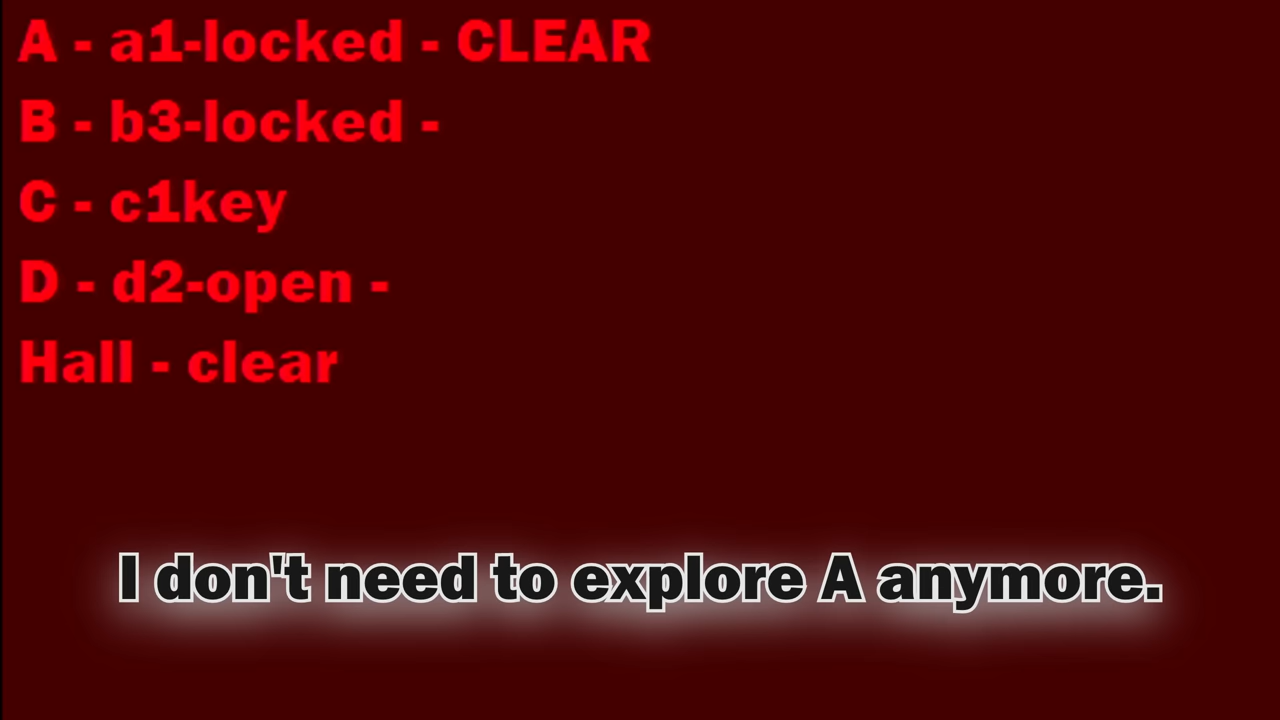 A - a1-locked - CLEAR
B - b3-locked -
C - c1key
D - d2-open -
Hall - clear
I don't need to explore A anymore.